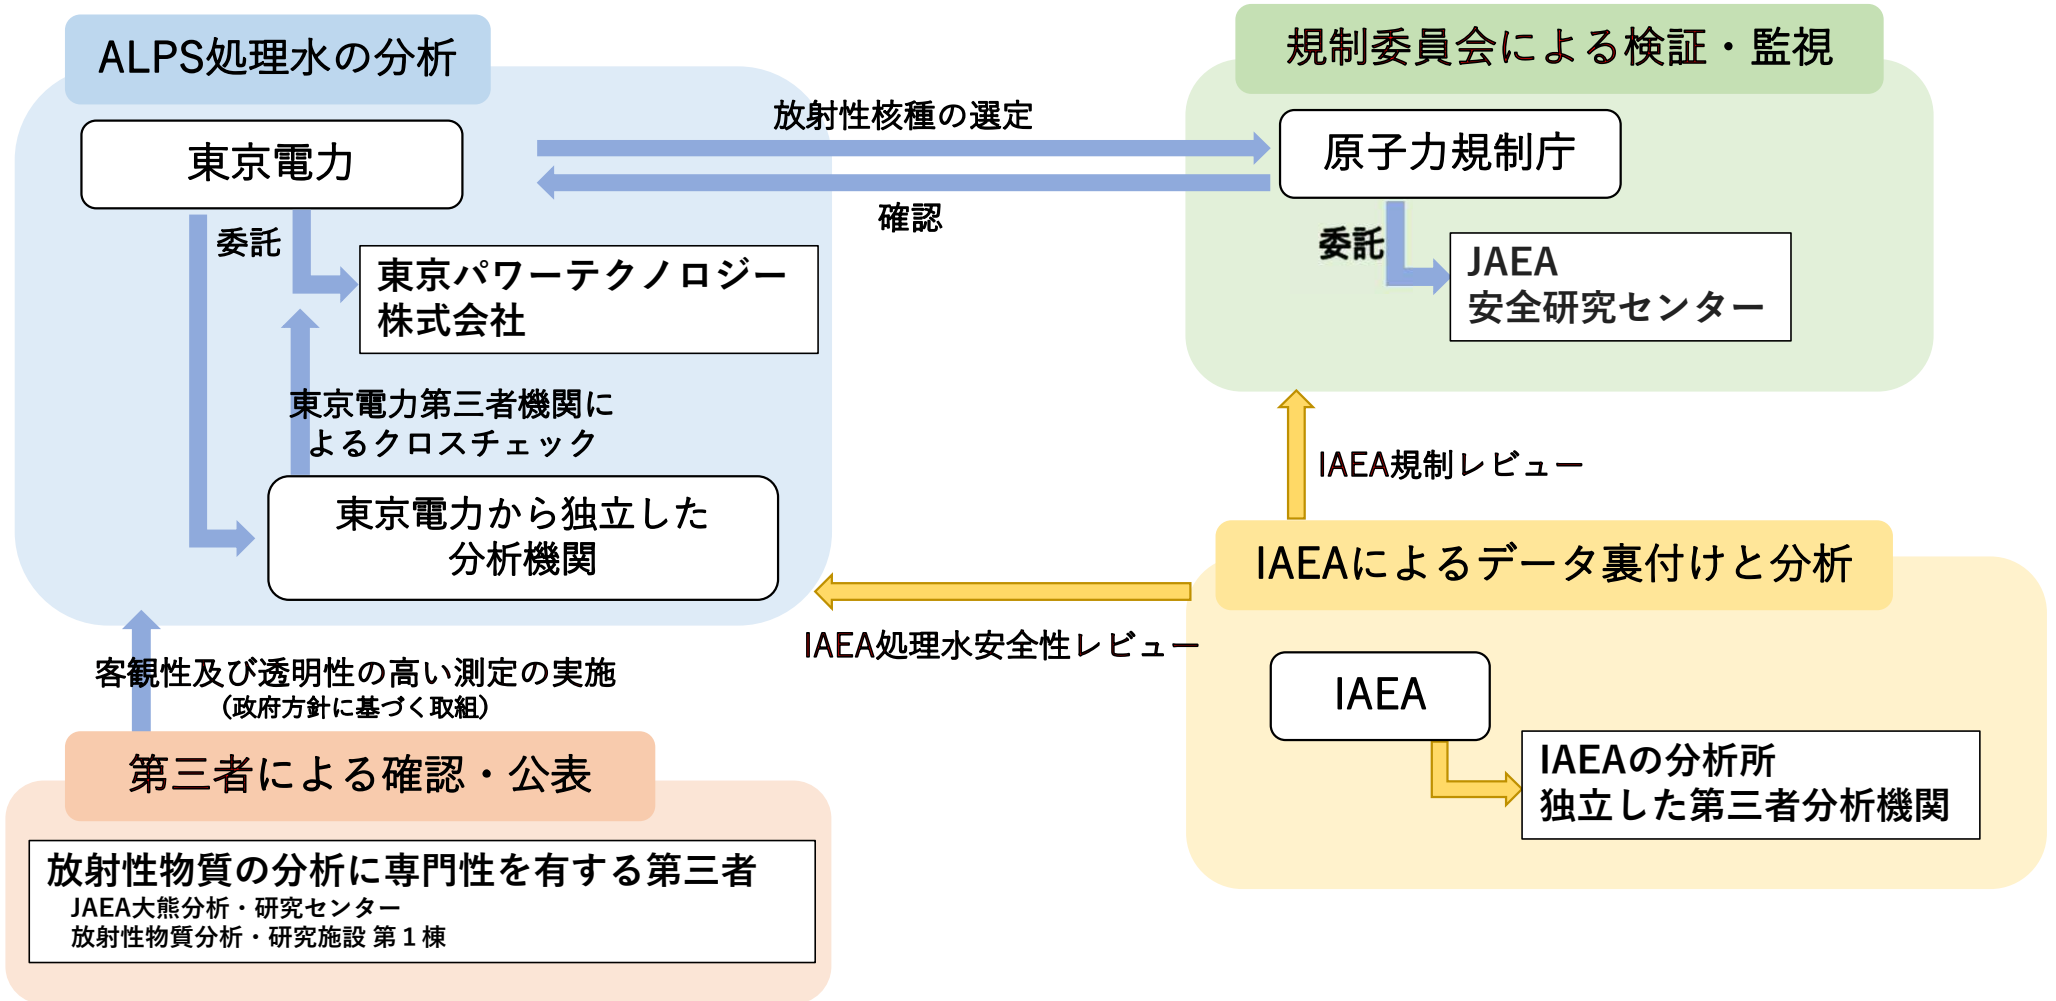 ALPS処理水の分析
東京電力
委託
東京パワーテクノロジー
株式会社
東京電力第三者機関に
よるクロスチェック
東京電力から独立した
分析機関
放射性核種の選定
確認
規制委員会による検証・監視
原子力規制庁
委託
JAEA
安全研究センター
IAEA規制レビュー
IAEAによるデータ裏付けと分析
IAEA処理水安全性レビュー
IAEA
IAEAの分析所
独立した第三者分析機関
客観性及び透明性の高い測定の実施
（政府方針に基づく取組）
第三者による確認・公表
放射性物質の分析に専門性を有する第三者
JAEA大熊分析・研究センター
放射性物質分析・研究施設 第１棟